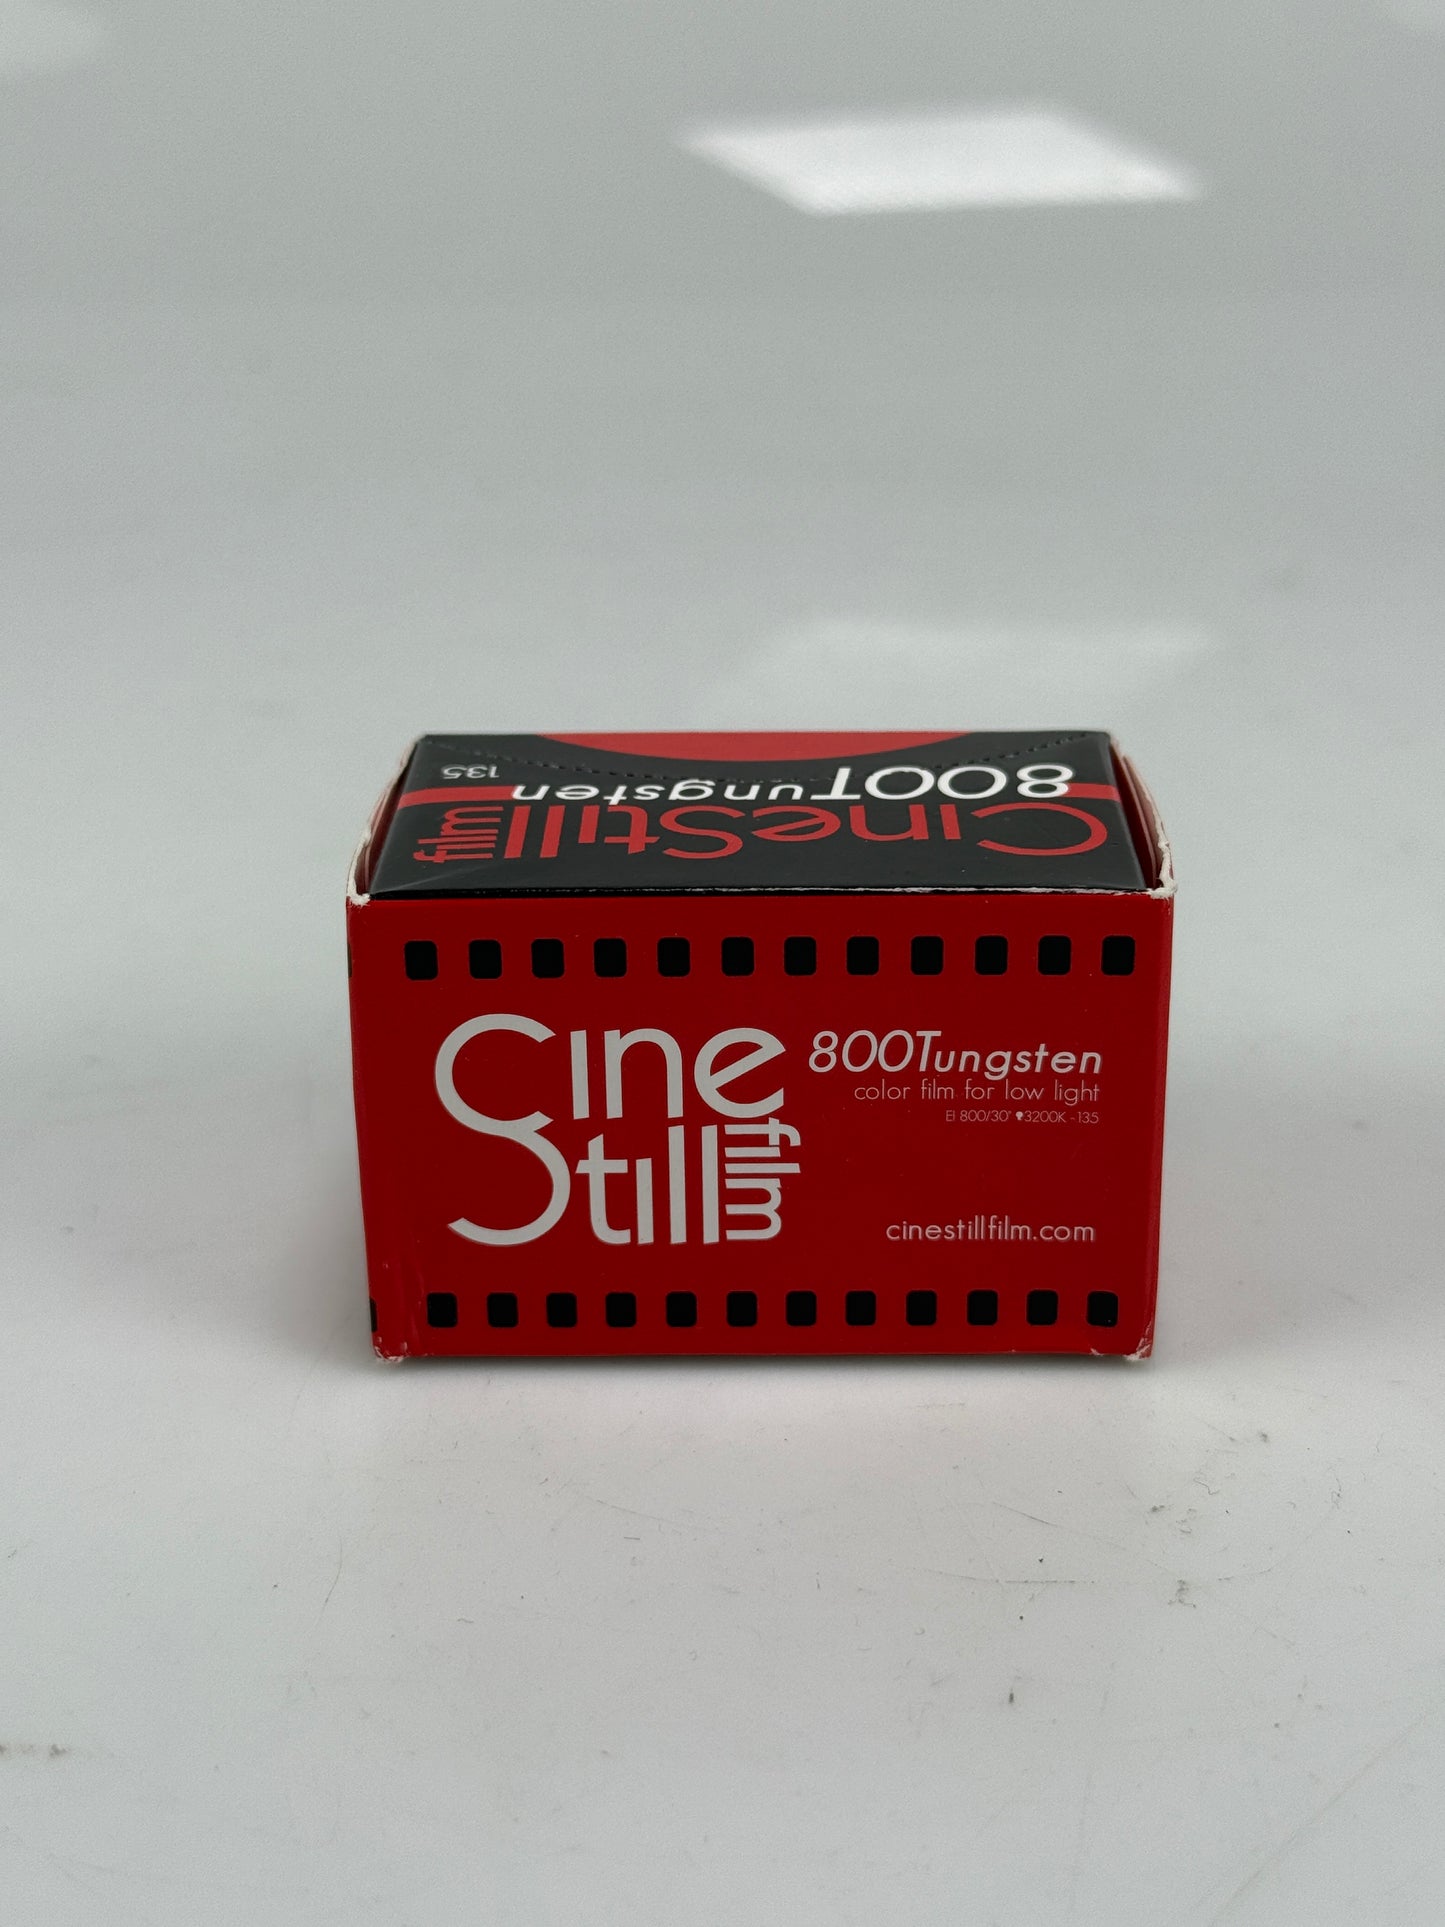 135
800Tungsten
CineStill
film
Cine
Still
film
800Tungsten
color film for low light
EI 800/30° 3200K - 135
cinestillfilm.com